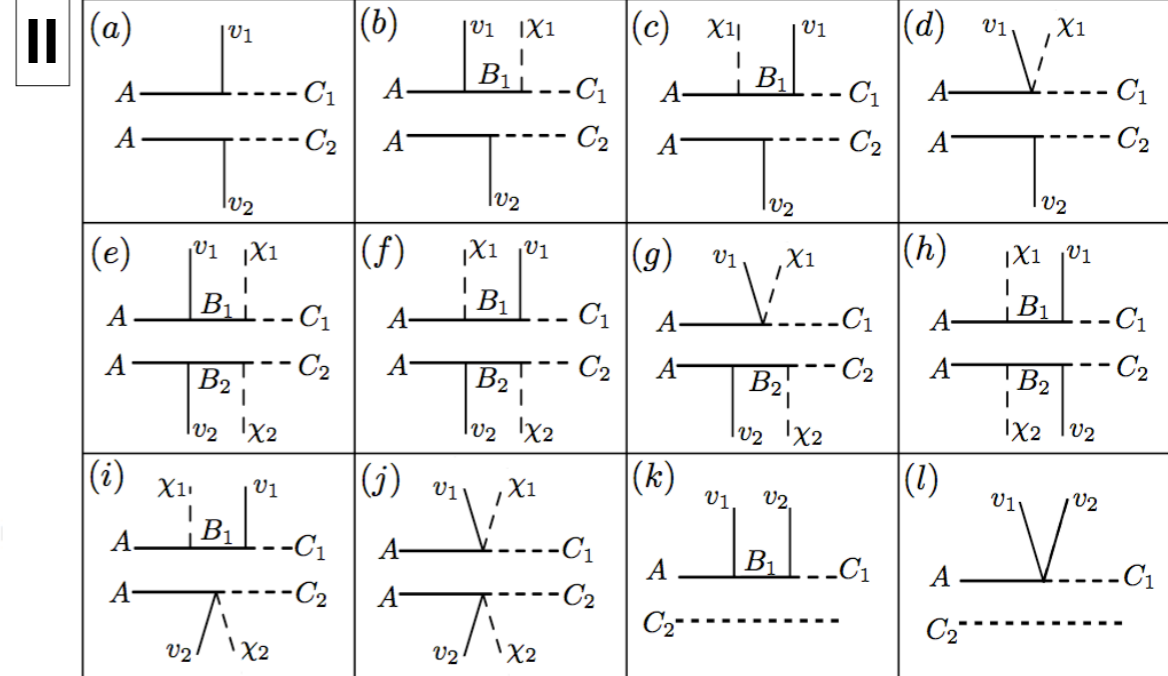 II
(a) v₁
A C₁
A C₂
v₂
(b) v₁ χ₁
A B₁ C₁
A C₂
v₂
(c) χ₁ v₁
A B₁ C₁
A C₂
v₂
(d) v₁ χ₁
A C₁
A C₂
v₂
(e) v₁ χ₁
A B₁ C₁
A B₂ C₂
v₂ χ₂
(f) χ₁ v₁
A B₁ C₁
A B₂ C₂
v₂ χ₂
(g) v₁ χ₁
A C₁
A B₂ C₂
v₂ χ₂
(h) χ₁ v₁
A B₁ C₁
A B₂ C₂
χ₂ v₂
(i) χ₁ v₁
A B₁ C₁
A C₂
v₂ χ₂
(j) v₁ χ₁
A C₁
A C₂
v₂ χ₂
(k) v₁ v₂
A B₁ C₁
C₂
(l) v₁ v₂
A C₁
C₂